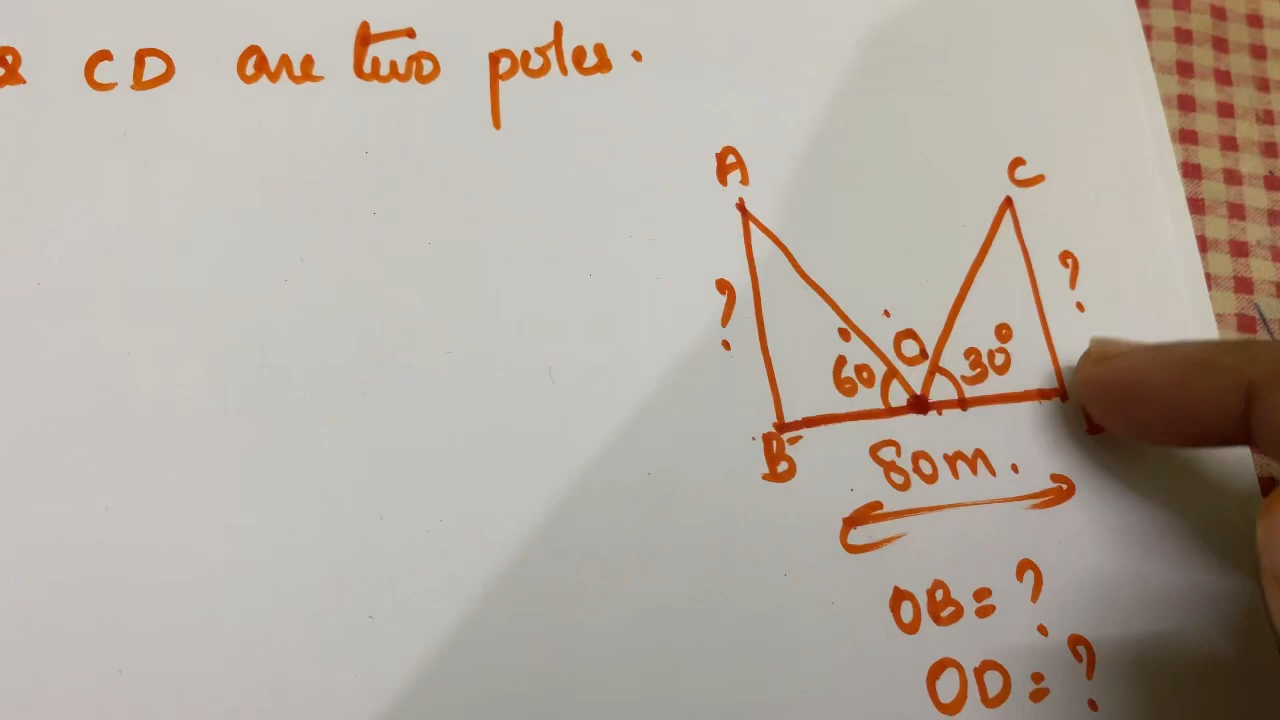 & CD are two poles.
A
C
?
?
60° O 30°
B
80m.
OB = ?
OD = ?